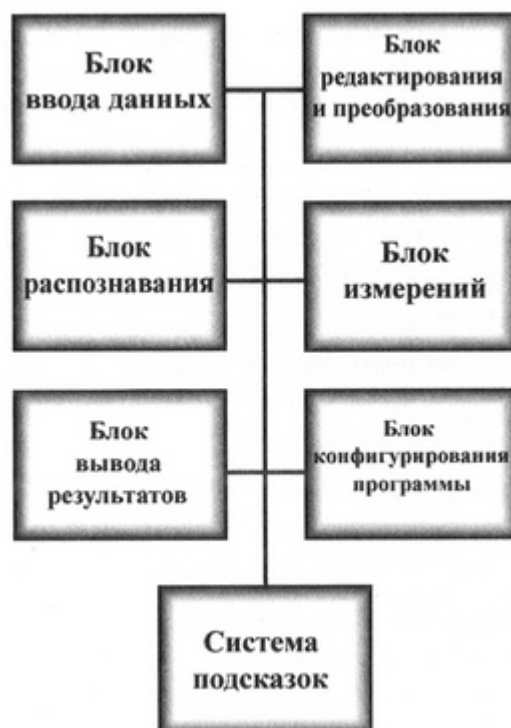 Блок
ввода данных
Блок
редактирования
и преобразования
Блок
распознавания
Блок
измерений
Блок
вывода
результатов
Блок
конфигурирования
программы
Система
подсказок